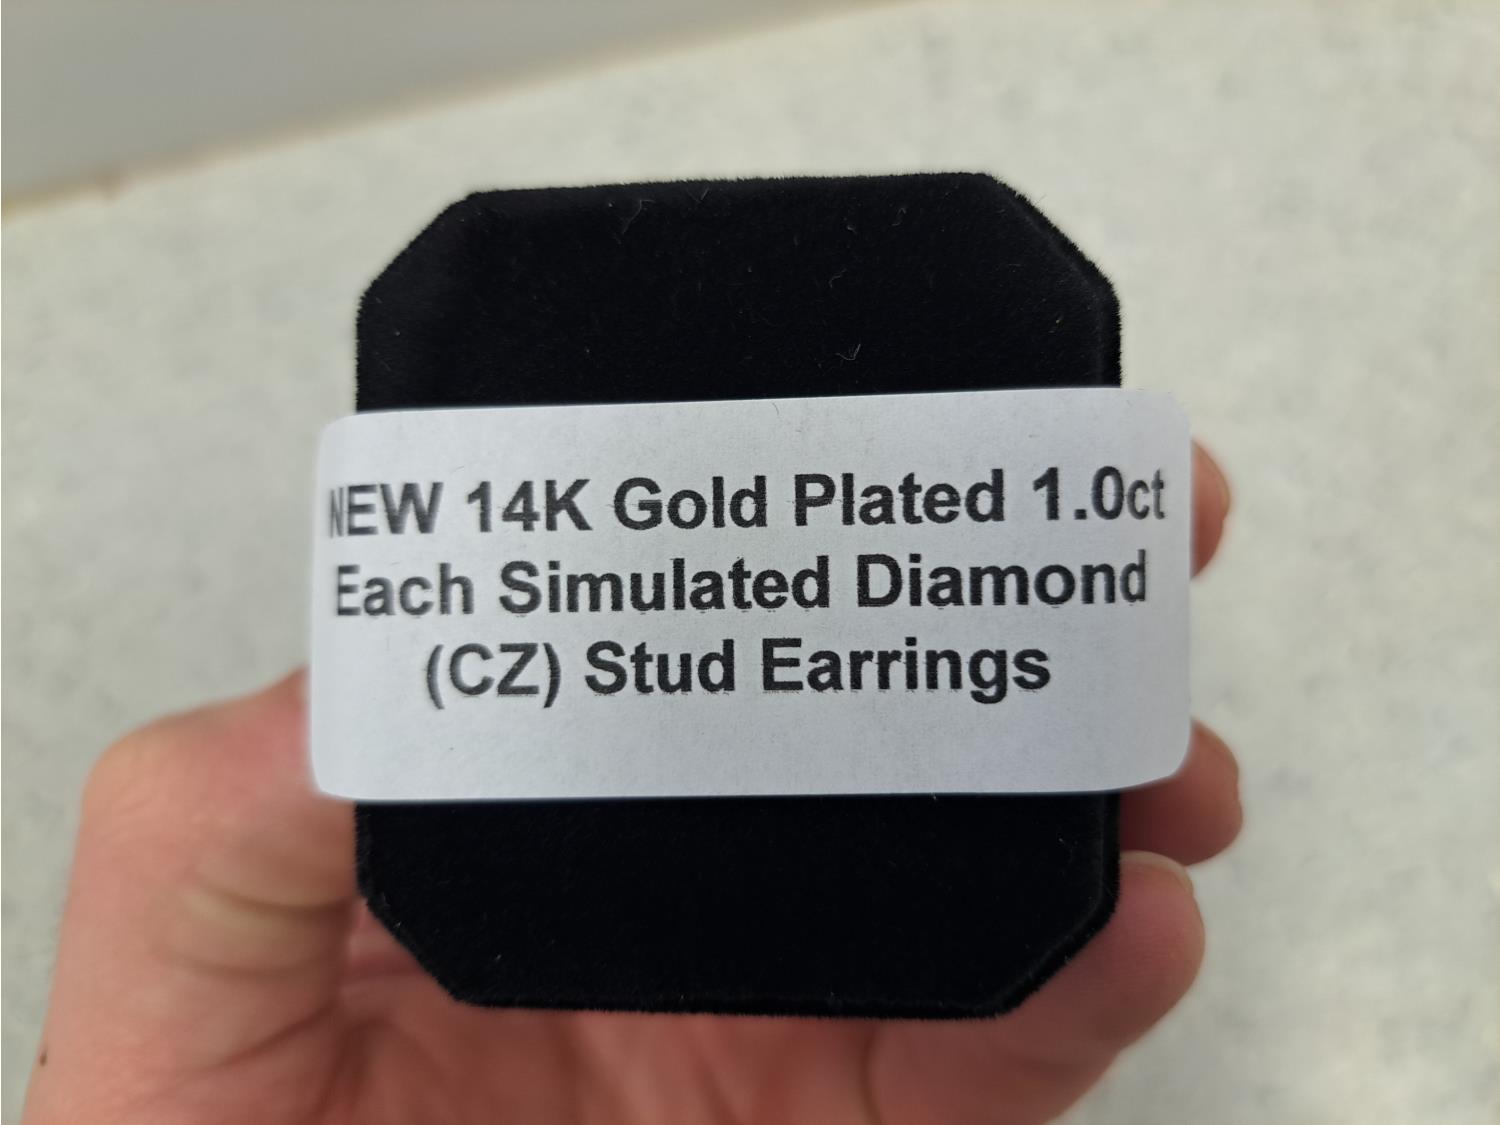 NEW 14K Gold Plated 1.0ct
Each Simulated Diamond
(CZ) Stud Earrings